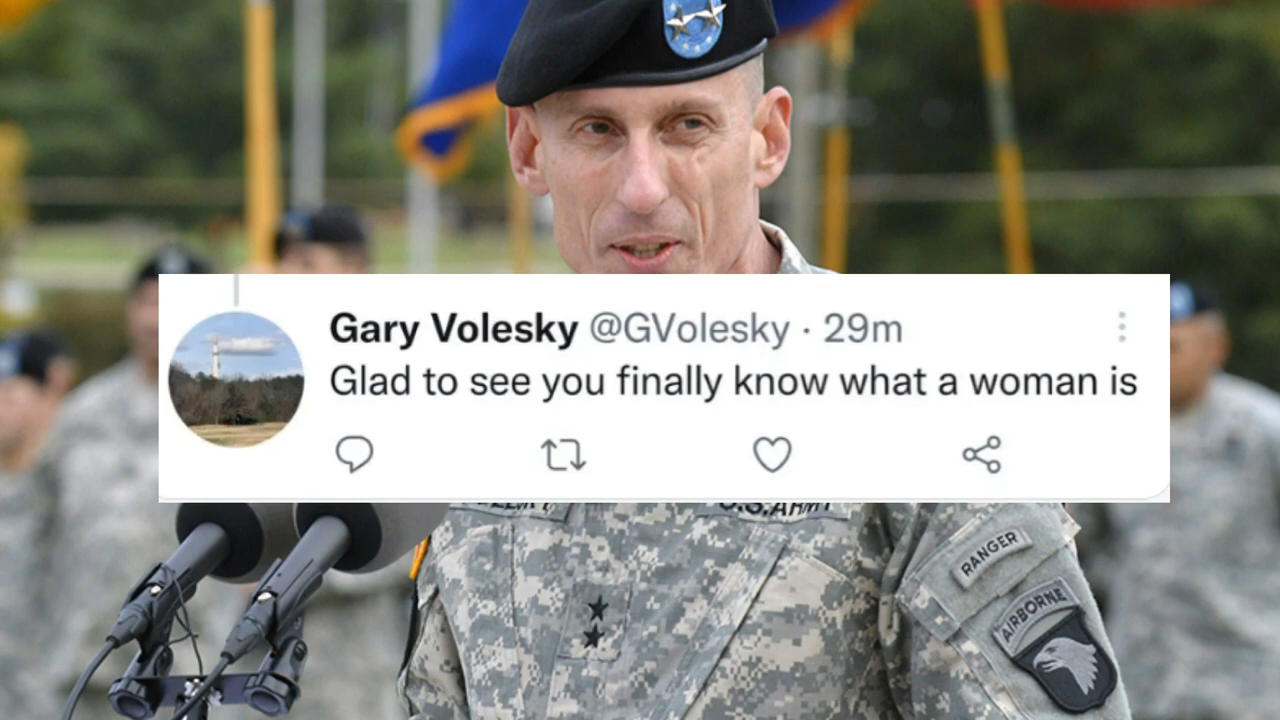 Gary Volesky @GVolesky · 29m
Glad to see you finally know what a woman is
U.S. ARMY
RANGER
AIRBORNE